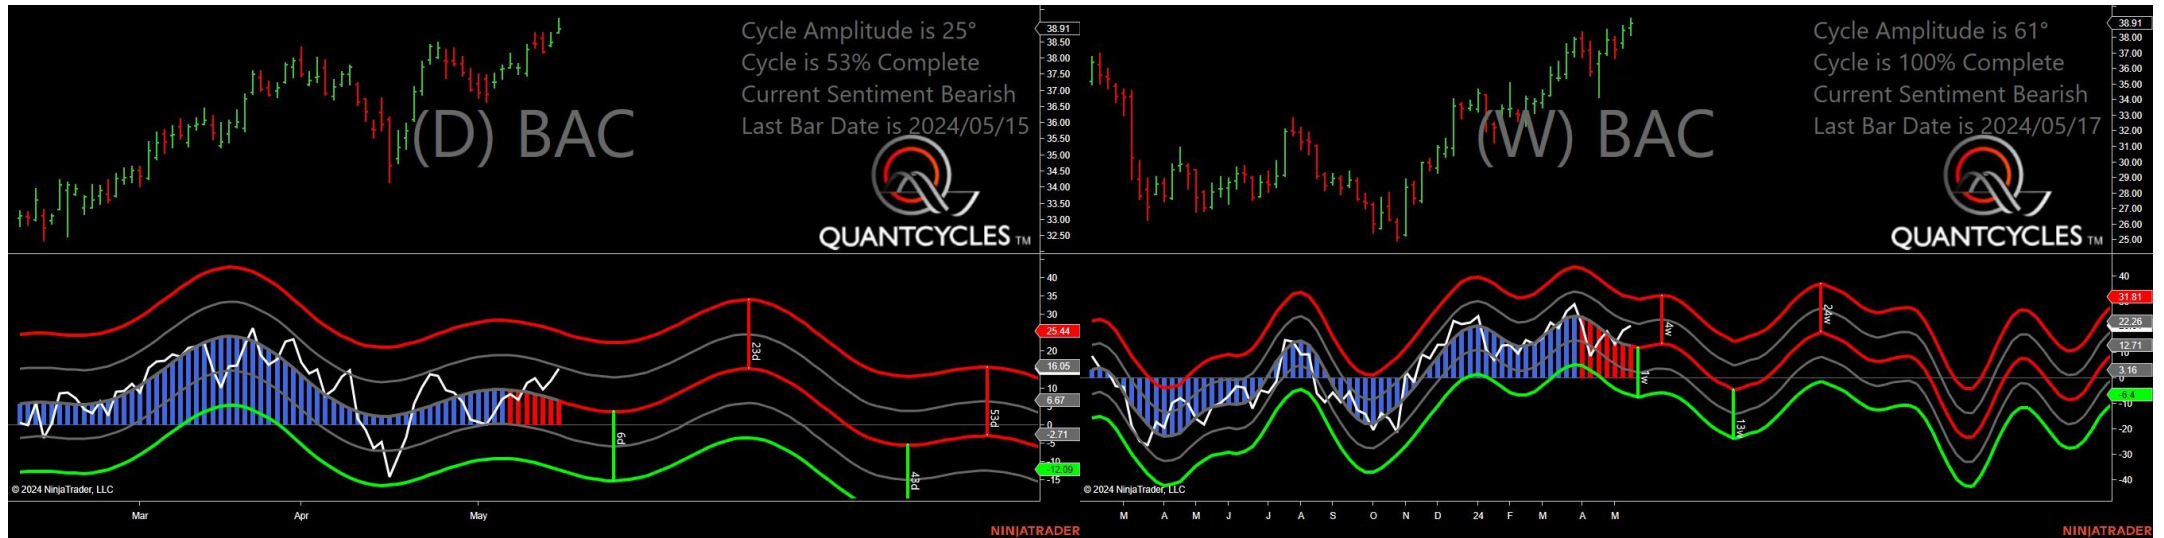 Cycle Amplitude is 25°
Cycle is 53% Complete
Current Sentiment Bearish
Last Bar Date is 2024/05/15
(D) BAC
QUANTCYCLES TM
38.91
38.50
38.00
37.50
37.00
36.50
36.00
35.50
35.00
34.50
34.00
33.50
33.00
32.50
40
35
30
25.44
20
16.05
10
6.67
0
-2.71
-5
-10
-12.09
-15
23d
6d
43d
53d
© 2024 NinjaTrader, LLC
Mar Apr May
NINJATRADER
Cycle Amplitude is 61°
Cycle is 100% Complete
Current Sentiment Bearish
Last Bar Date is 2024/05/17
(W) BAC
QUANTCYCLES TM
38.91
38.00
37.00
36.00
35.00
34.00
33.00
32.00
31.00
30.00
29.00
28.00
27.00
26.00
25.00
40
31.81
22.26
12.71
10
3.16
0
-6.4
-10
-20
-30
-40
4w
24w
1w
13w
© 2024 NinjaTrader, LLC
M A M J J A S O N D 24 F M A M
NINJATRADER